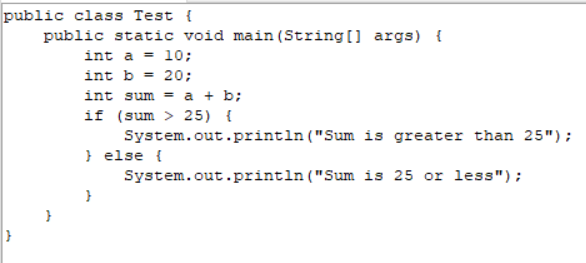 public class Test {
    public static void main(String[] args) {
        int a = 10;
        int b = 20;
        int sum = a + b;
        if (sum > 25) {
            System.out.println("Sum is greater than 25");
        } else {
            System.out.println("Sum is 25 or less");
        }
    }
}